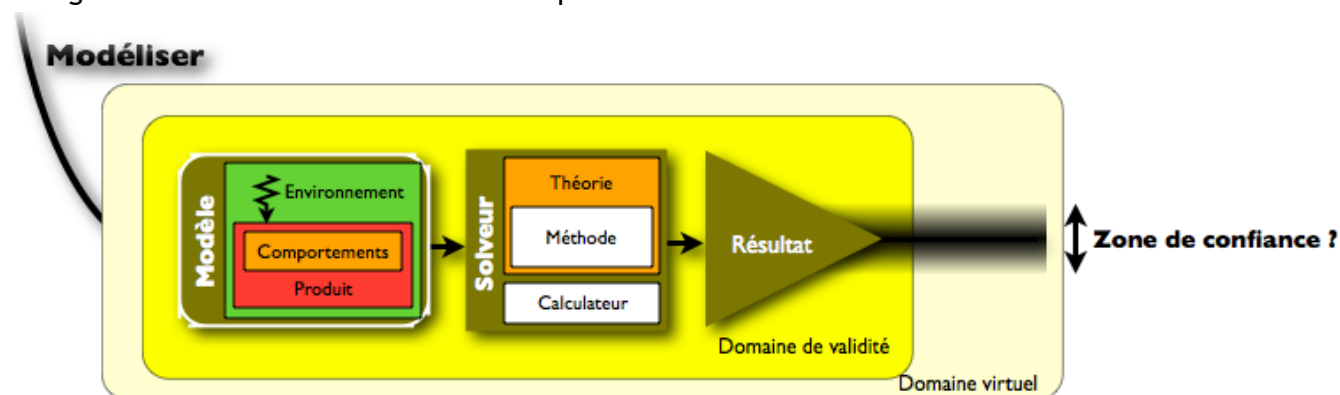 Modéliser
Modèle
Environnement
Comportements
Produit
Solveur
Théorie
Méthode
Calculateur
Résultat
Zone de confiance ?
Domaine de validité
Domaine virtuel